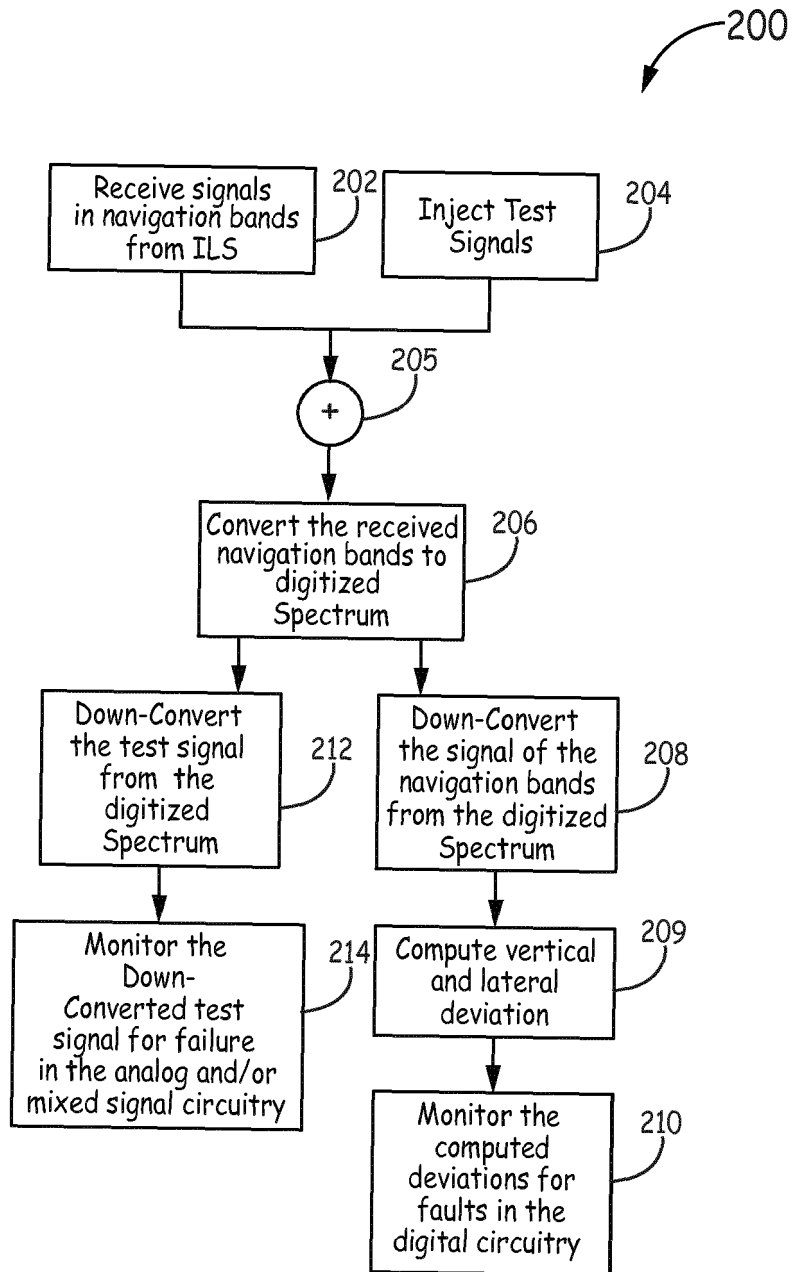 200
Receive signals
in navigation bands
from ILS
202
Inject Test
Signals
204
205
+
Convert the received
navigation bands to
digitized
Spectrum
206
Down-Convert
the test signal
from the
digitized
Spectrum
212
Down-Convert
the signal of the
navigation bands
from the digitized
Spectrum
208
Monitor the
Down-
Converted test
signal for failure
in the analog and/or
mixed signal circuitry
214
Compute vertical
and lateral
deviation
209
Monitor the
computed
deviations for
faults in the
digital circuitry
210